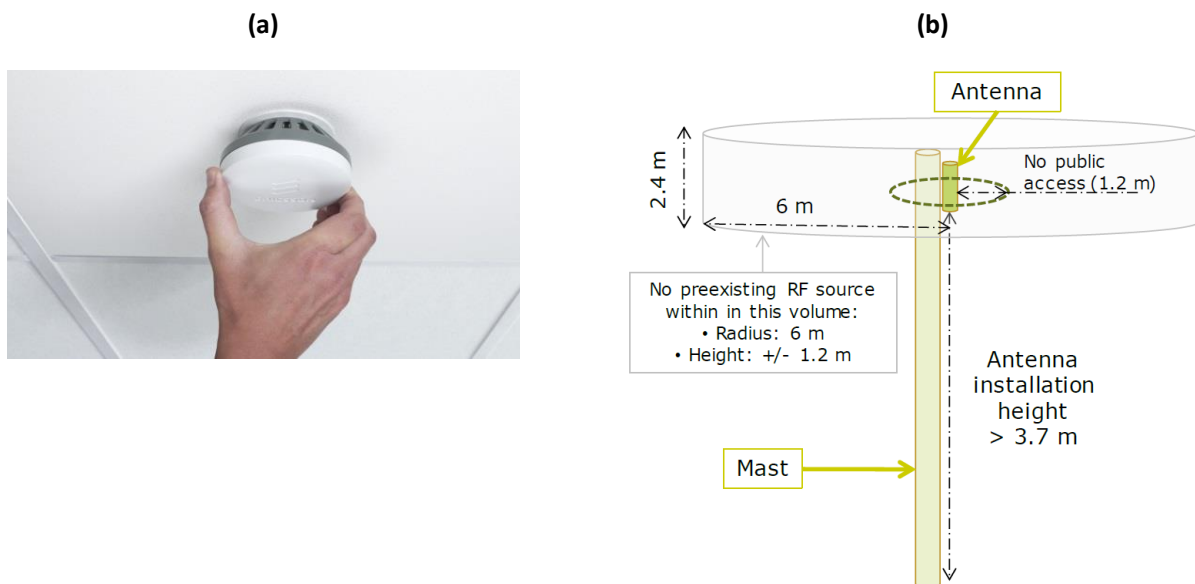 (a)
(b)
Antenna
No public
access (1.2 m)
2.4 m
6 m
No preexisting RF source
within in this volume:
• Radius: 6 m
• Height: +/- 1.2 m
Antenna
installation
height
> 3.7 m
Mast